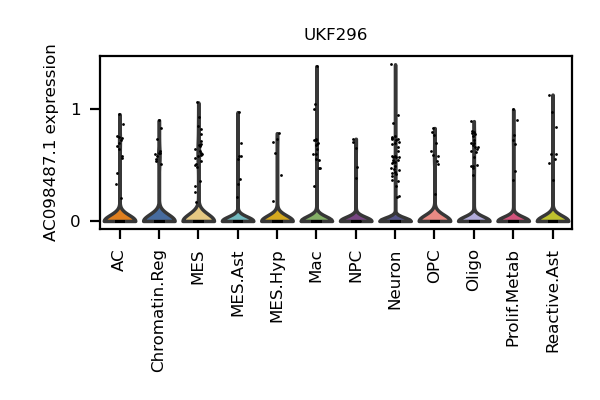 UKF296
AC098487.1 expression
1
0
AC
Chromatin.Reg
MES
MES.Ast
MES.Hyp
Mac
NPC
Neuron
OPC
Oligo
Prolif.Metab
Reactive.Ast